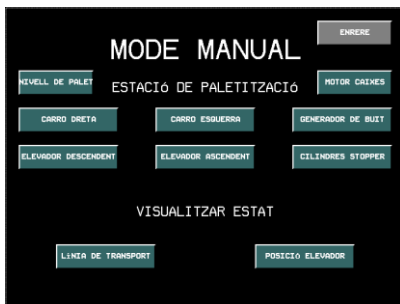 ENRERE
MODE MANUAL
NIVELL DE PALET
ESTACIÓ DE PALETITZACIÓ
MOTOR CAIXES
CARRO DRETA
CARRO ESQUERRA
GENERADOR DE BUIT
ELEVADOR DESCENDENT
ELEVADOR ASCENDENT
CILINDRES STOPPER
VISUALITZAR ESTAT
LíNIA DE TRANSPORT
POSICIÓ ELEVADOR